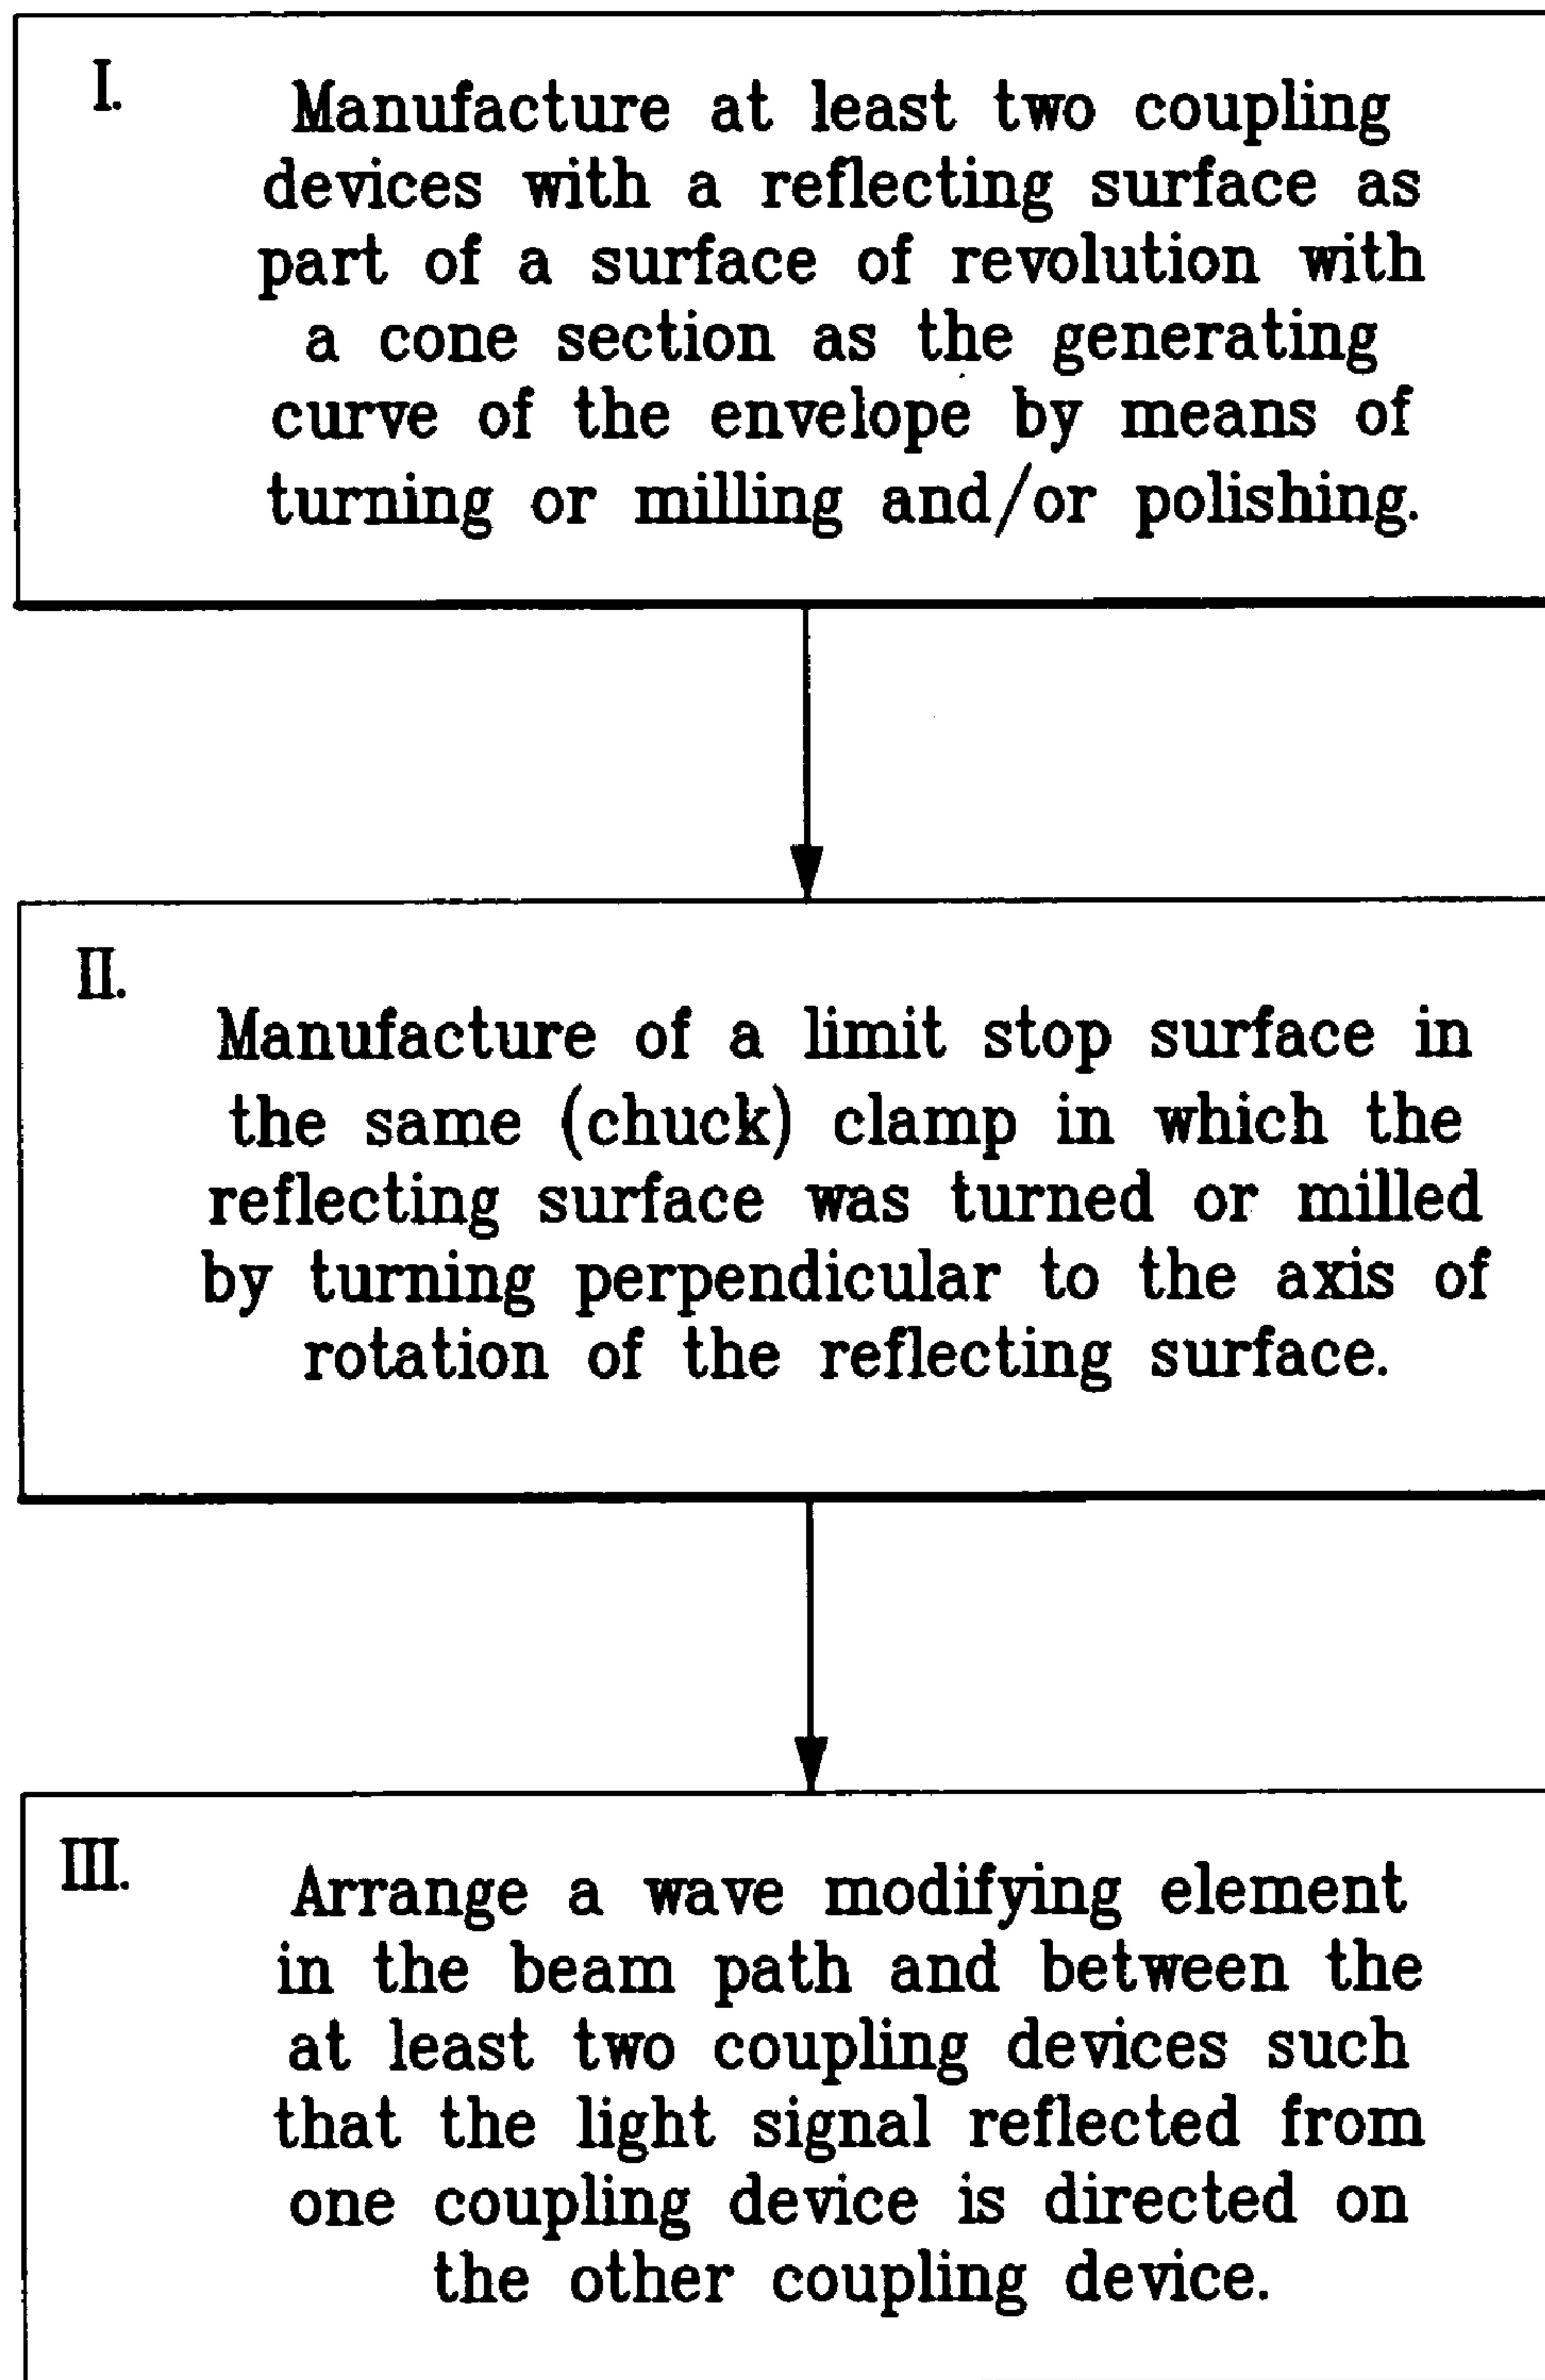 I.
Manufacture at least two coupling
devices with a reflecting surface as
part of a surface of revolution with
a cone section as the generating
curve of the envelope by means of
turning or milling and/or polishing.
II.
Manufacture of a limit stop surface in
the same (chuck) clamp in which the
reflecting surface was turned or milled
by turning perpendicular to the axis of
rotation of the reflecting surface.
III.
Arrange a wave modifying element
in the beam path and between the
at least two coupling devices such
that the light signal reflected from
one coupling device is directed on
the other coupling device.